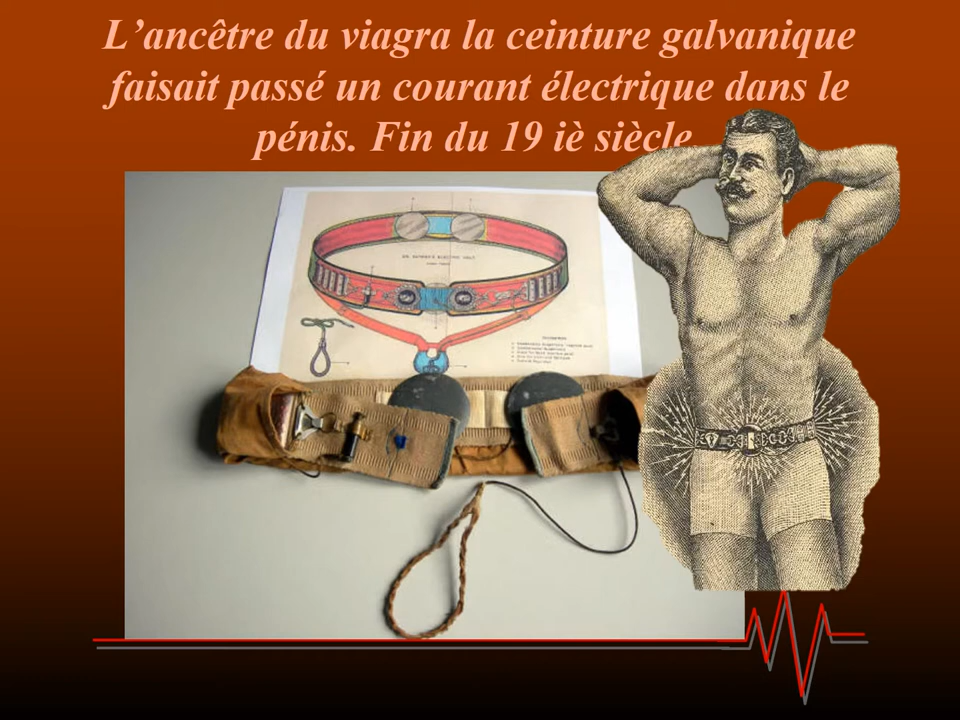 L’ancêtre du viagra la ceinture galvanique
faisait passé un courant électrique dans le
pénis. Fin du 19 iè siècle.